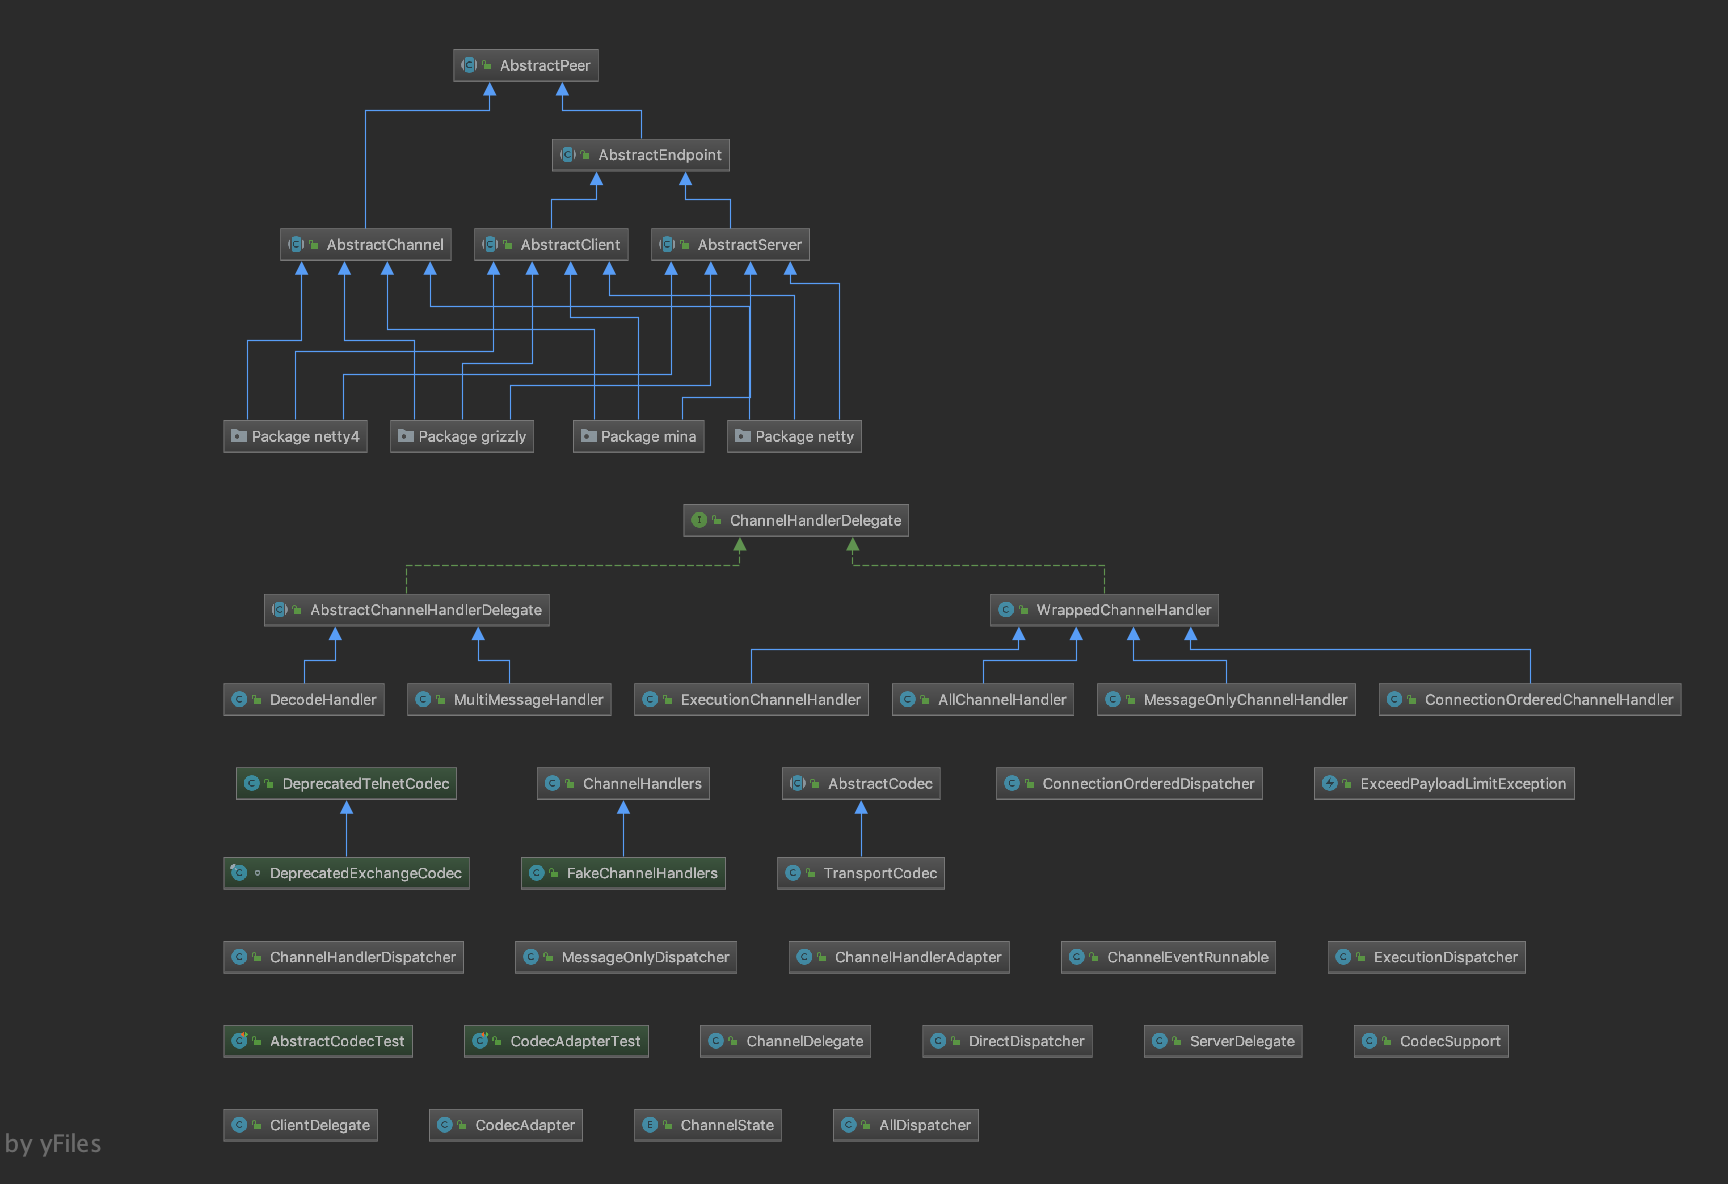 AbstractPeer
AbstractEndpoint
AbstractChannel
AbstractClient
AbstractServer
Package netty4
Package grizzly
Package mina
Package netty
ChannelHandlerDelegate
AbstractChannelHandlerDelegate
WrappedChannelHandler
DecodeHandler
MultiMessageHandler
ExecutionChannelHandler
AllChannelHandler
MessageOnlyChannelHandler
ConnectionOrderedChannelHandler
DeprecatedTelnetCodec
ChannelHandlers
AbstractCodec
ConnectionOrderedDispatcher
ExceedPayloadLimitException
DeprecatedExchangeCodec
FakeChannelHandlers
TransportCodec
ChannelHandlerDispatcher
MessageOnlyDispatcher
ChannelHandlerAdapter
ChannelEventRunnable
ExecutionDispatcher
AbstractCodecTest
CodecAdapterTest
ChannelDelegate
DirectDispatcher
ServerDelegate
CodecSupport
ClientDelegate
CodecAdapter
ChannelState
AllDispatcher
by yFiles